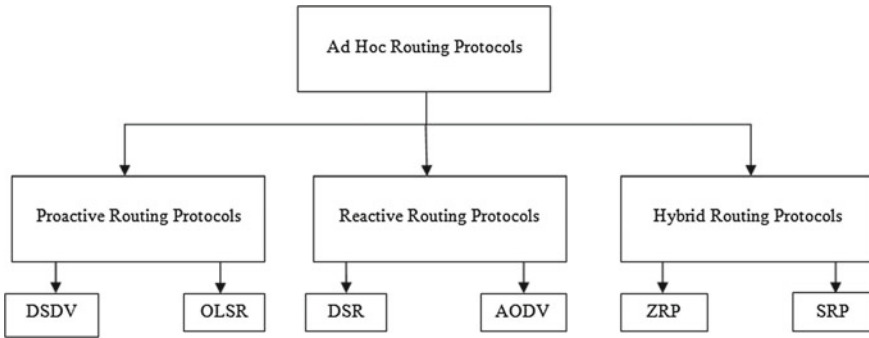 Ad Hoc Routing Protocols
Proactive Routing Protocols
Reactive Routing Protocols
Hybrid Routing Protocols
DSDV
OLSR
DSR
AODV
ZRP
SRP